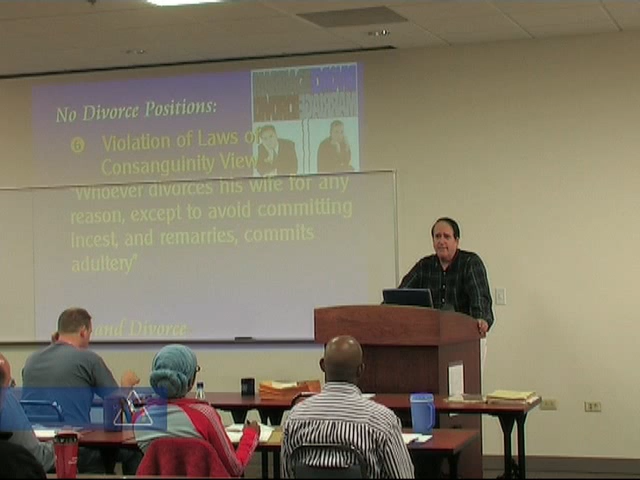 No Divorce Positions:
6 Violation of Laws of
Consanguinity View
"Whoever divorces his wife for any
reason, except to avoid committing
incest, and remarries, commits
adultery"
and Divorce